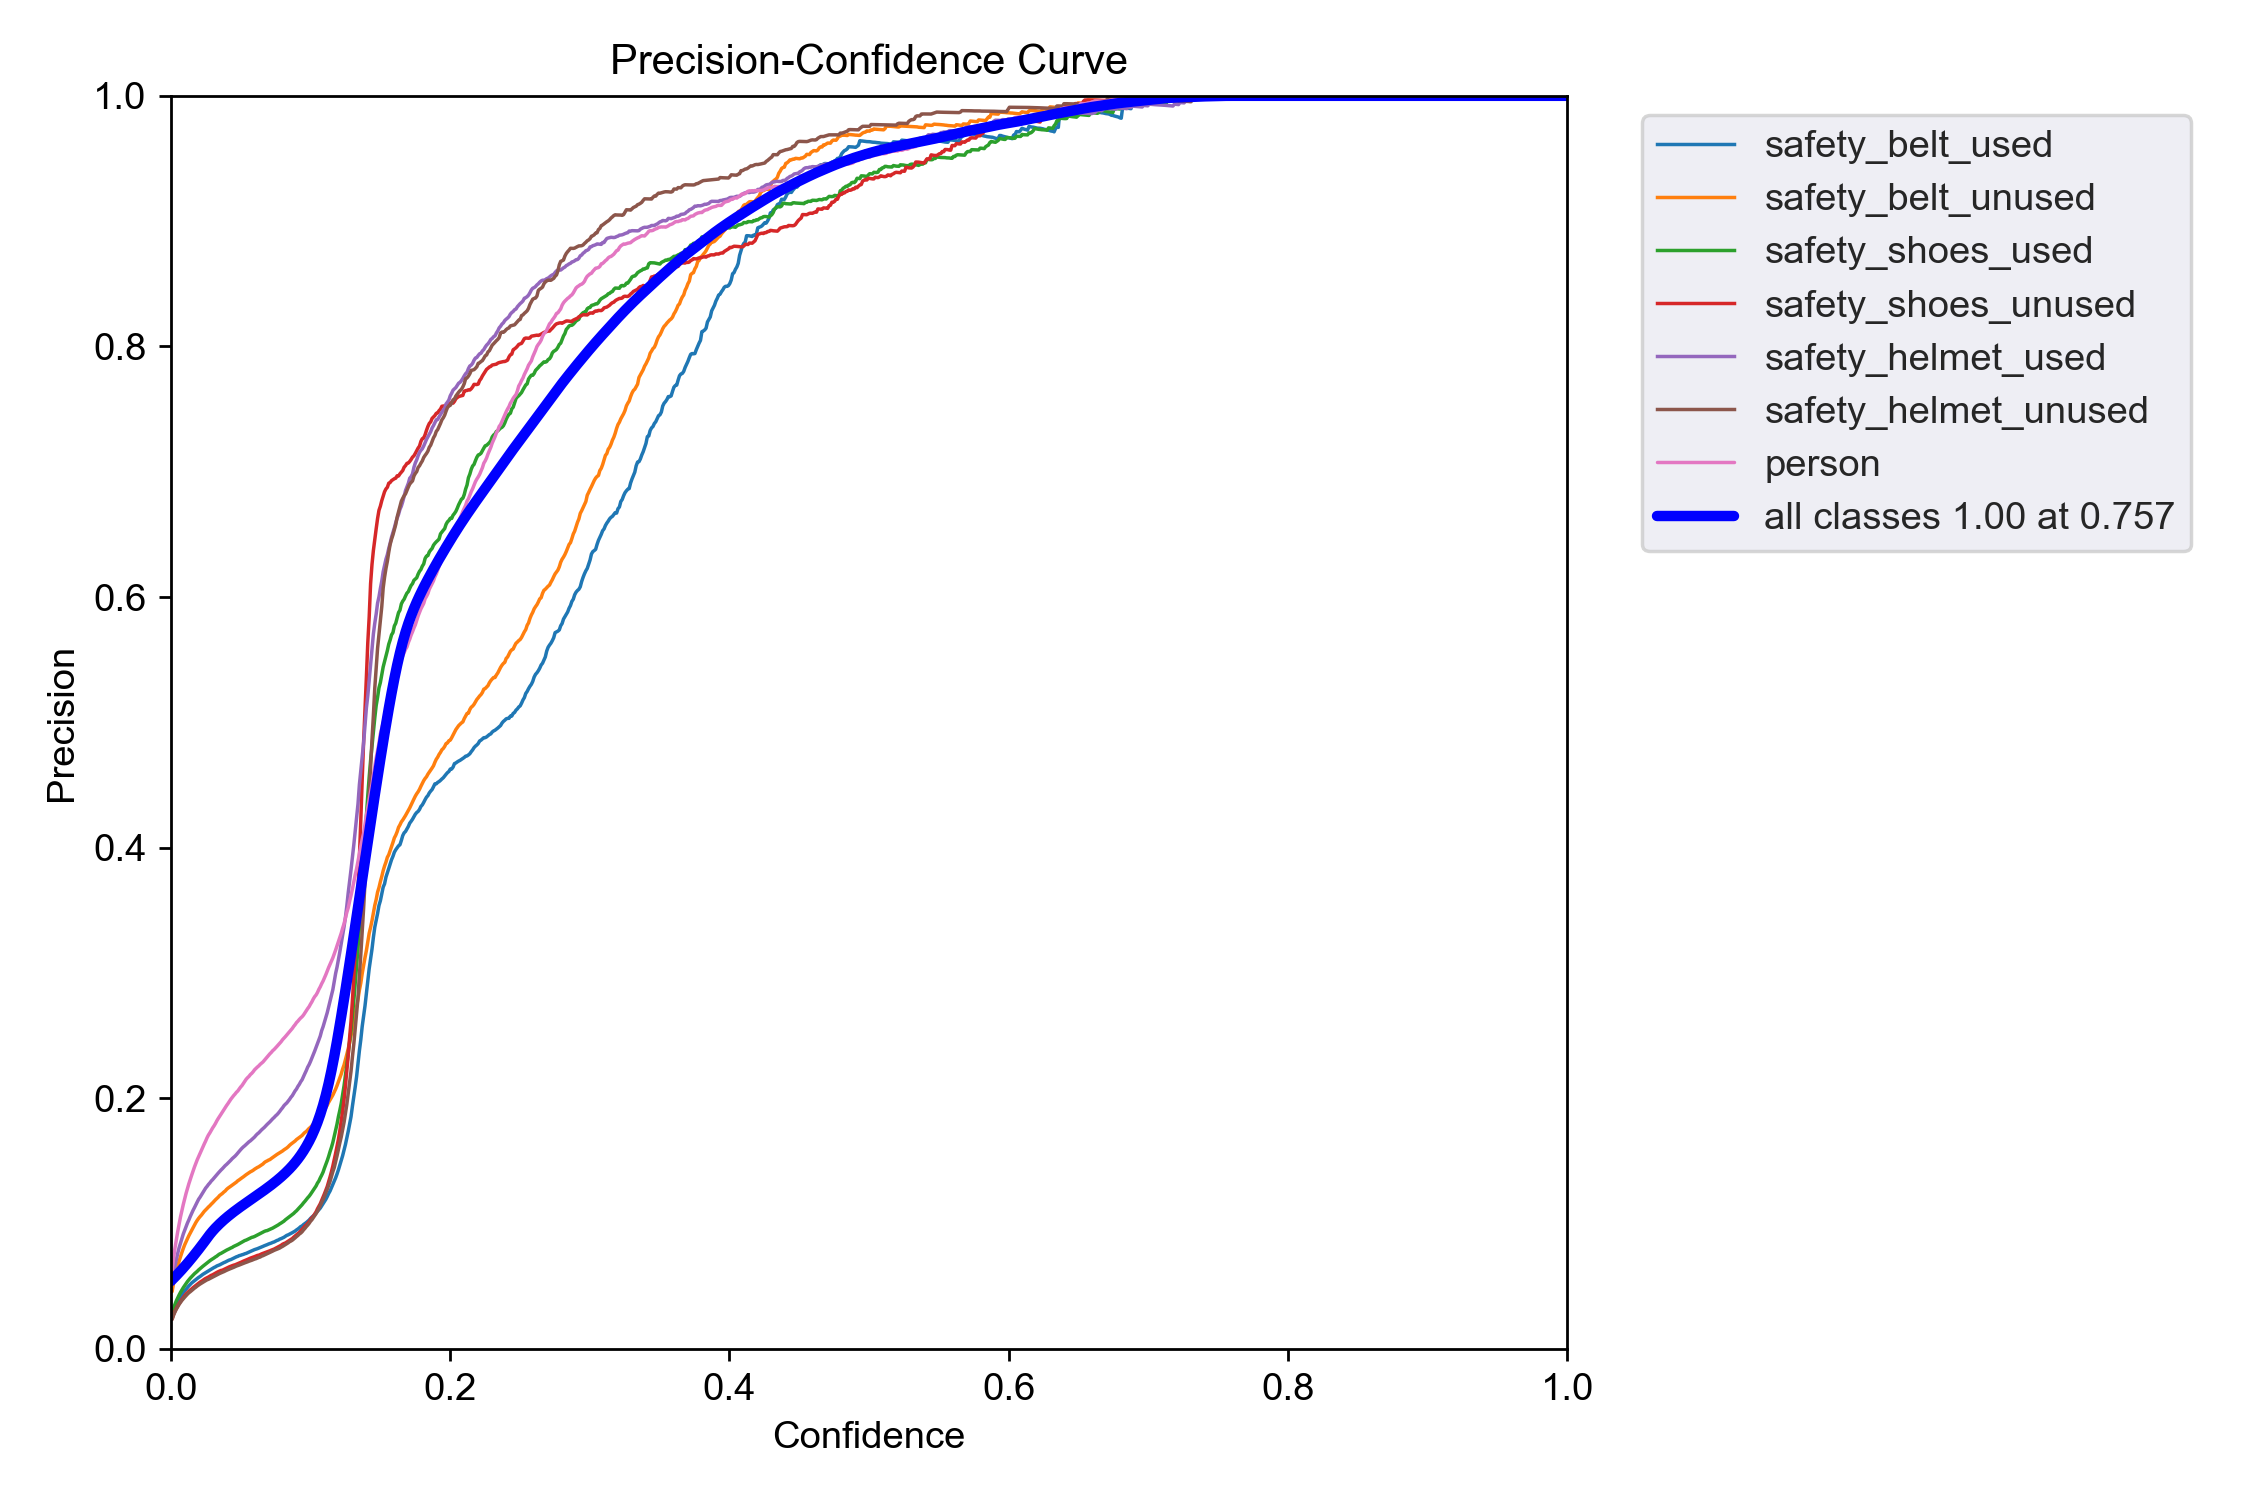 Precision-Confidence Curve
1.0
0.8
0.6
0.4
0.2
0.0
Precision
0.0 0.2 0.4 0.6 0.8 1.0
Confidence
safety_belt_used
safety_belt_unused
safety_shoes_used
safety_shoes_unused
safety_helmet_used
safety_helmet_unused
person
all classes 1.00 at 0.757